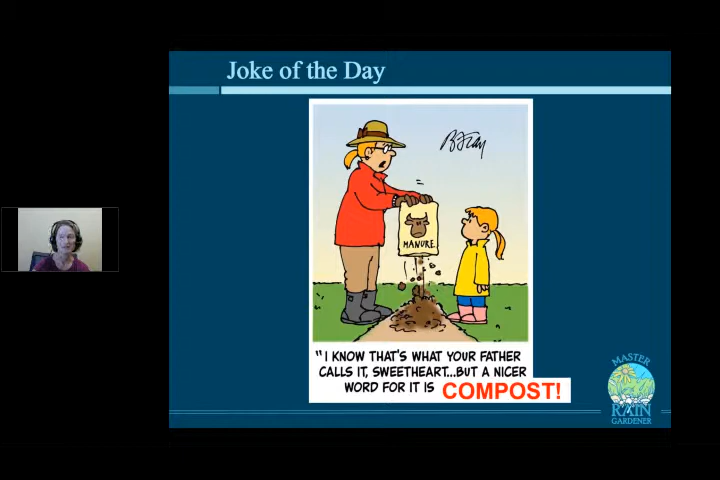 Joke of the Day
MANURE
"I KNOW THAT'S WHAT YOUR FATHER
CALLS IT, SWEETHEART...BUT A NICER
WORD FOR IT IS COMPOST!
MASTER
RAIN
GARDENER